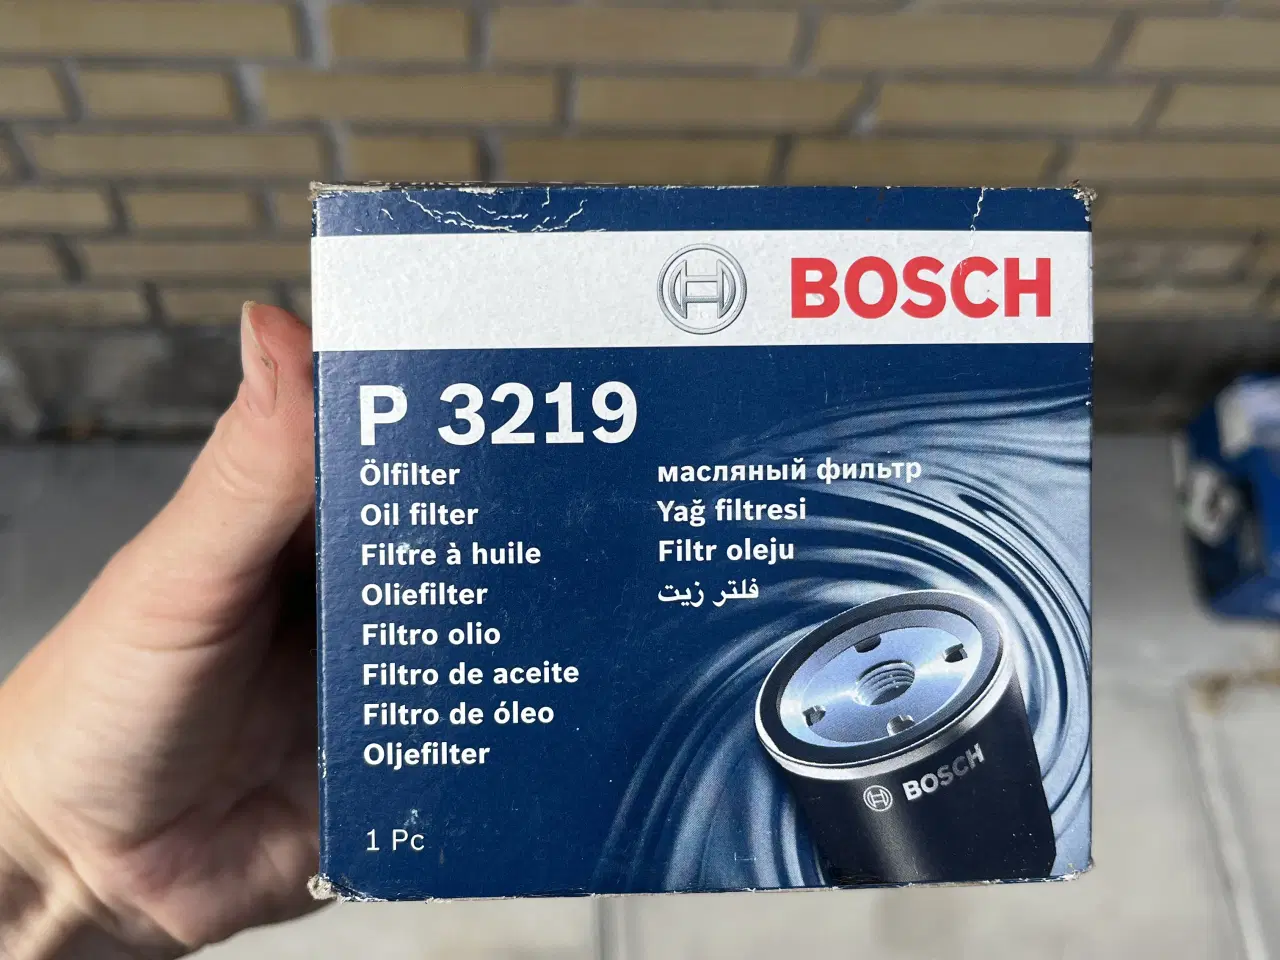 BOSCH
P 3219
Ölfilter
Oil filter
Filtre à huile
Oliefilter
Filtro olio
Filtro de aceite
Filtro de óleo
Oljefilter
масляный фильтр
Yağ filtresi
Filtr oleju
فلتر زيت
1 Pc
BOSCH